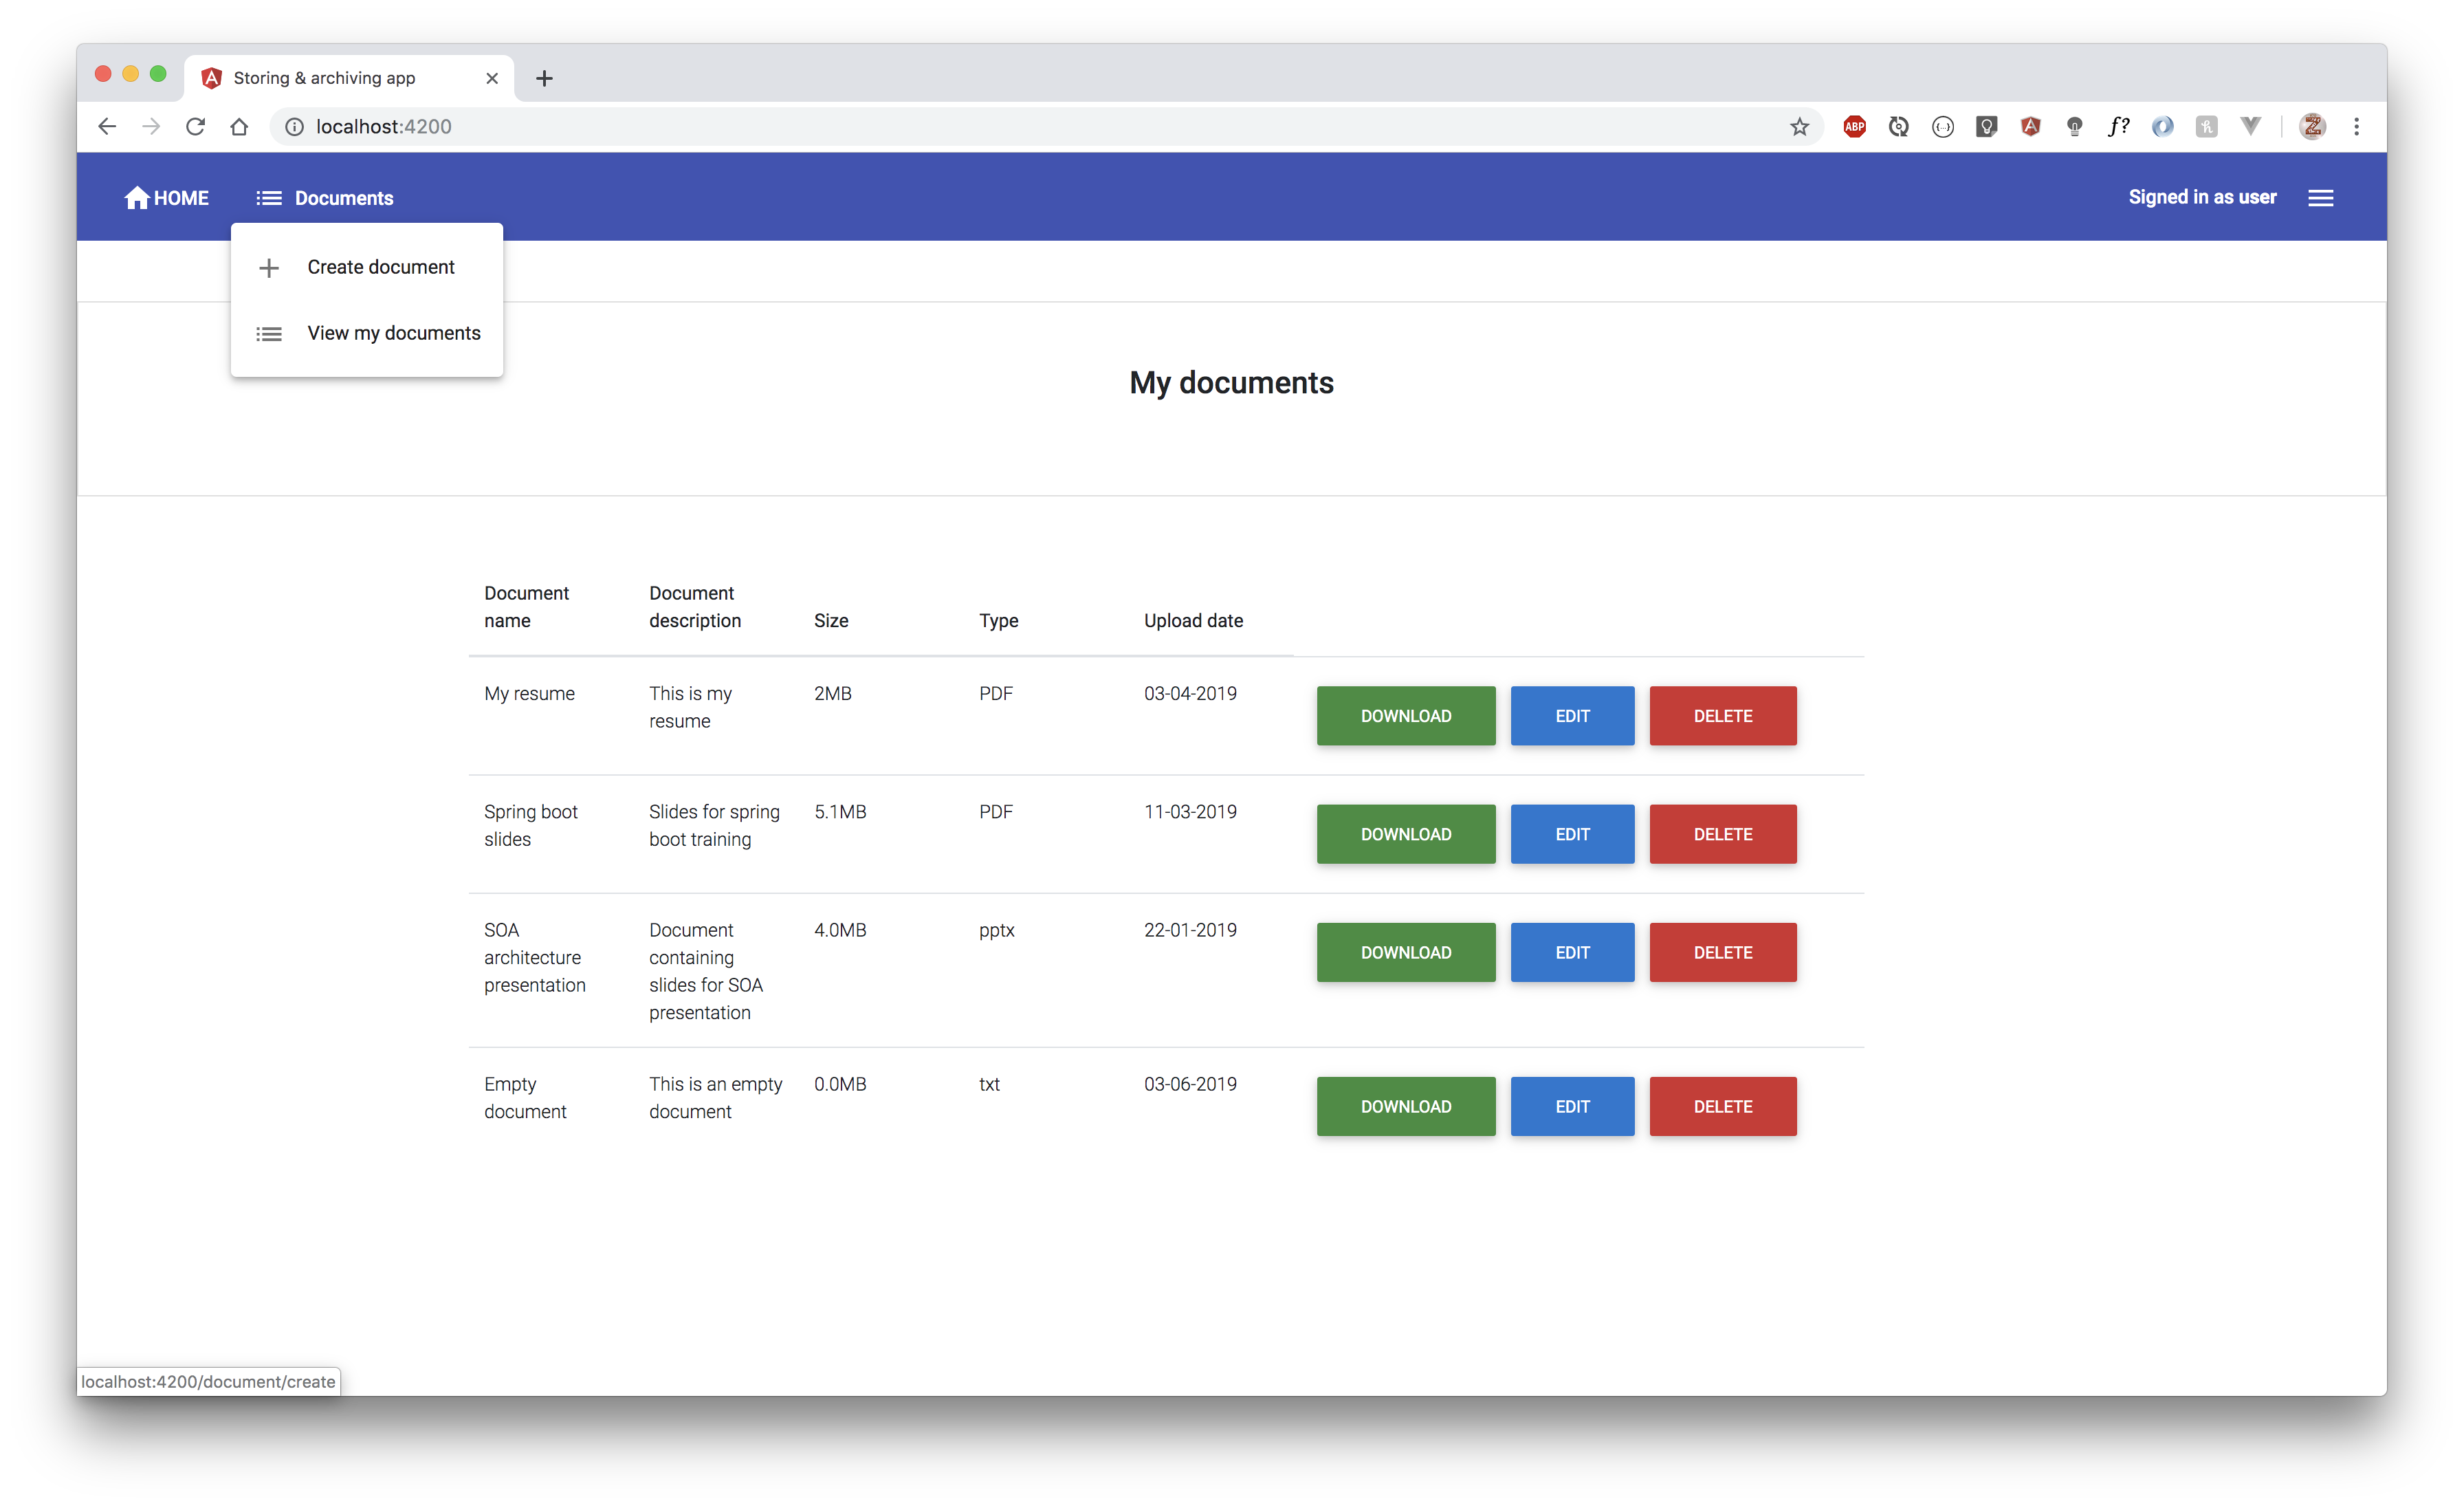 Storing & archiving app
localhost:4200
ABP
f?
HOME
Documents
Signed in as user
Create document
View my documents
My documents
Document name
Document description
Size
Type
Upload date
My resume
This is my resume
2MB
PDF
03-04-2019
DOWNLOAD
EDIT
DELETE
Spring boot slides
Slides for spring boot training
5.1MB
PDF
11-03-2019
DOWNLOAD
EDIT
DELETE
SOA architecture presentation
Document containing slides for SOA presentation
4.0MB
pptx
22-01-2019
DOWNLOAD
EDIT
DELETE
Empty document
This is an empty document
0.0MB
txt
03-06-2019
DOWNLOAD
EDIT
DELETE
localhost:4200/document/create